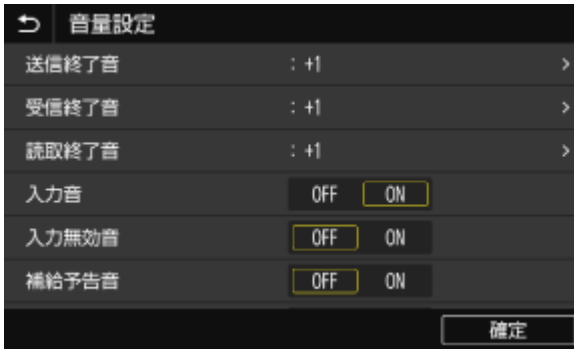 音量設定
送信終了音 : +1 >
受信終了音 : +1 >
読取終了音 : +1 >
入力音 OFF ON
入力無効音 OFF ON
補給予告音 OFF ON
確定